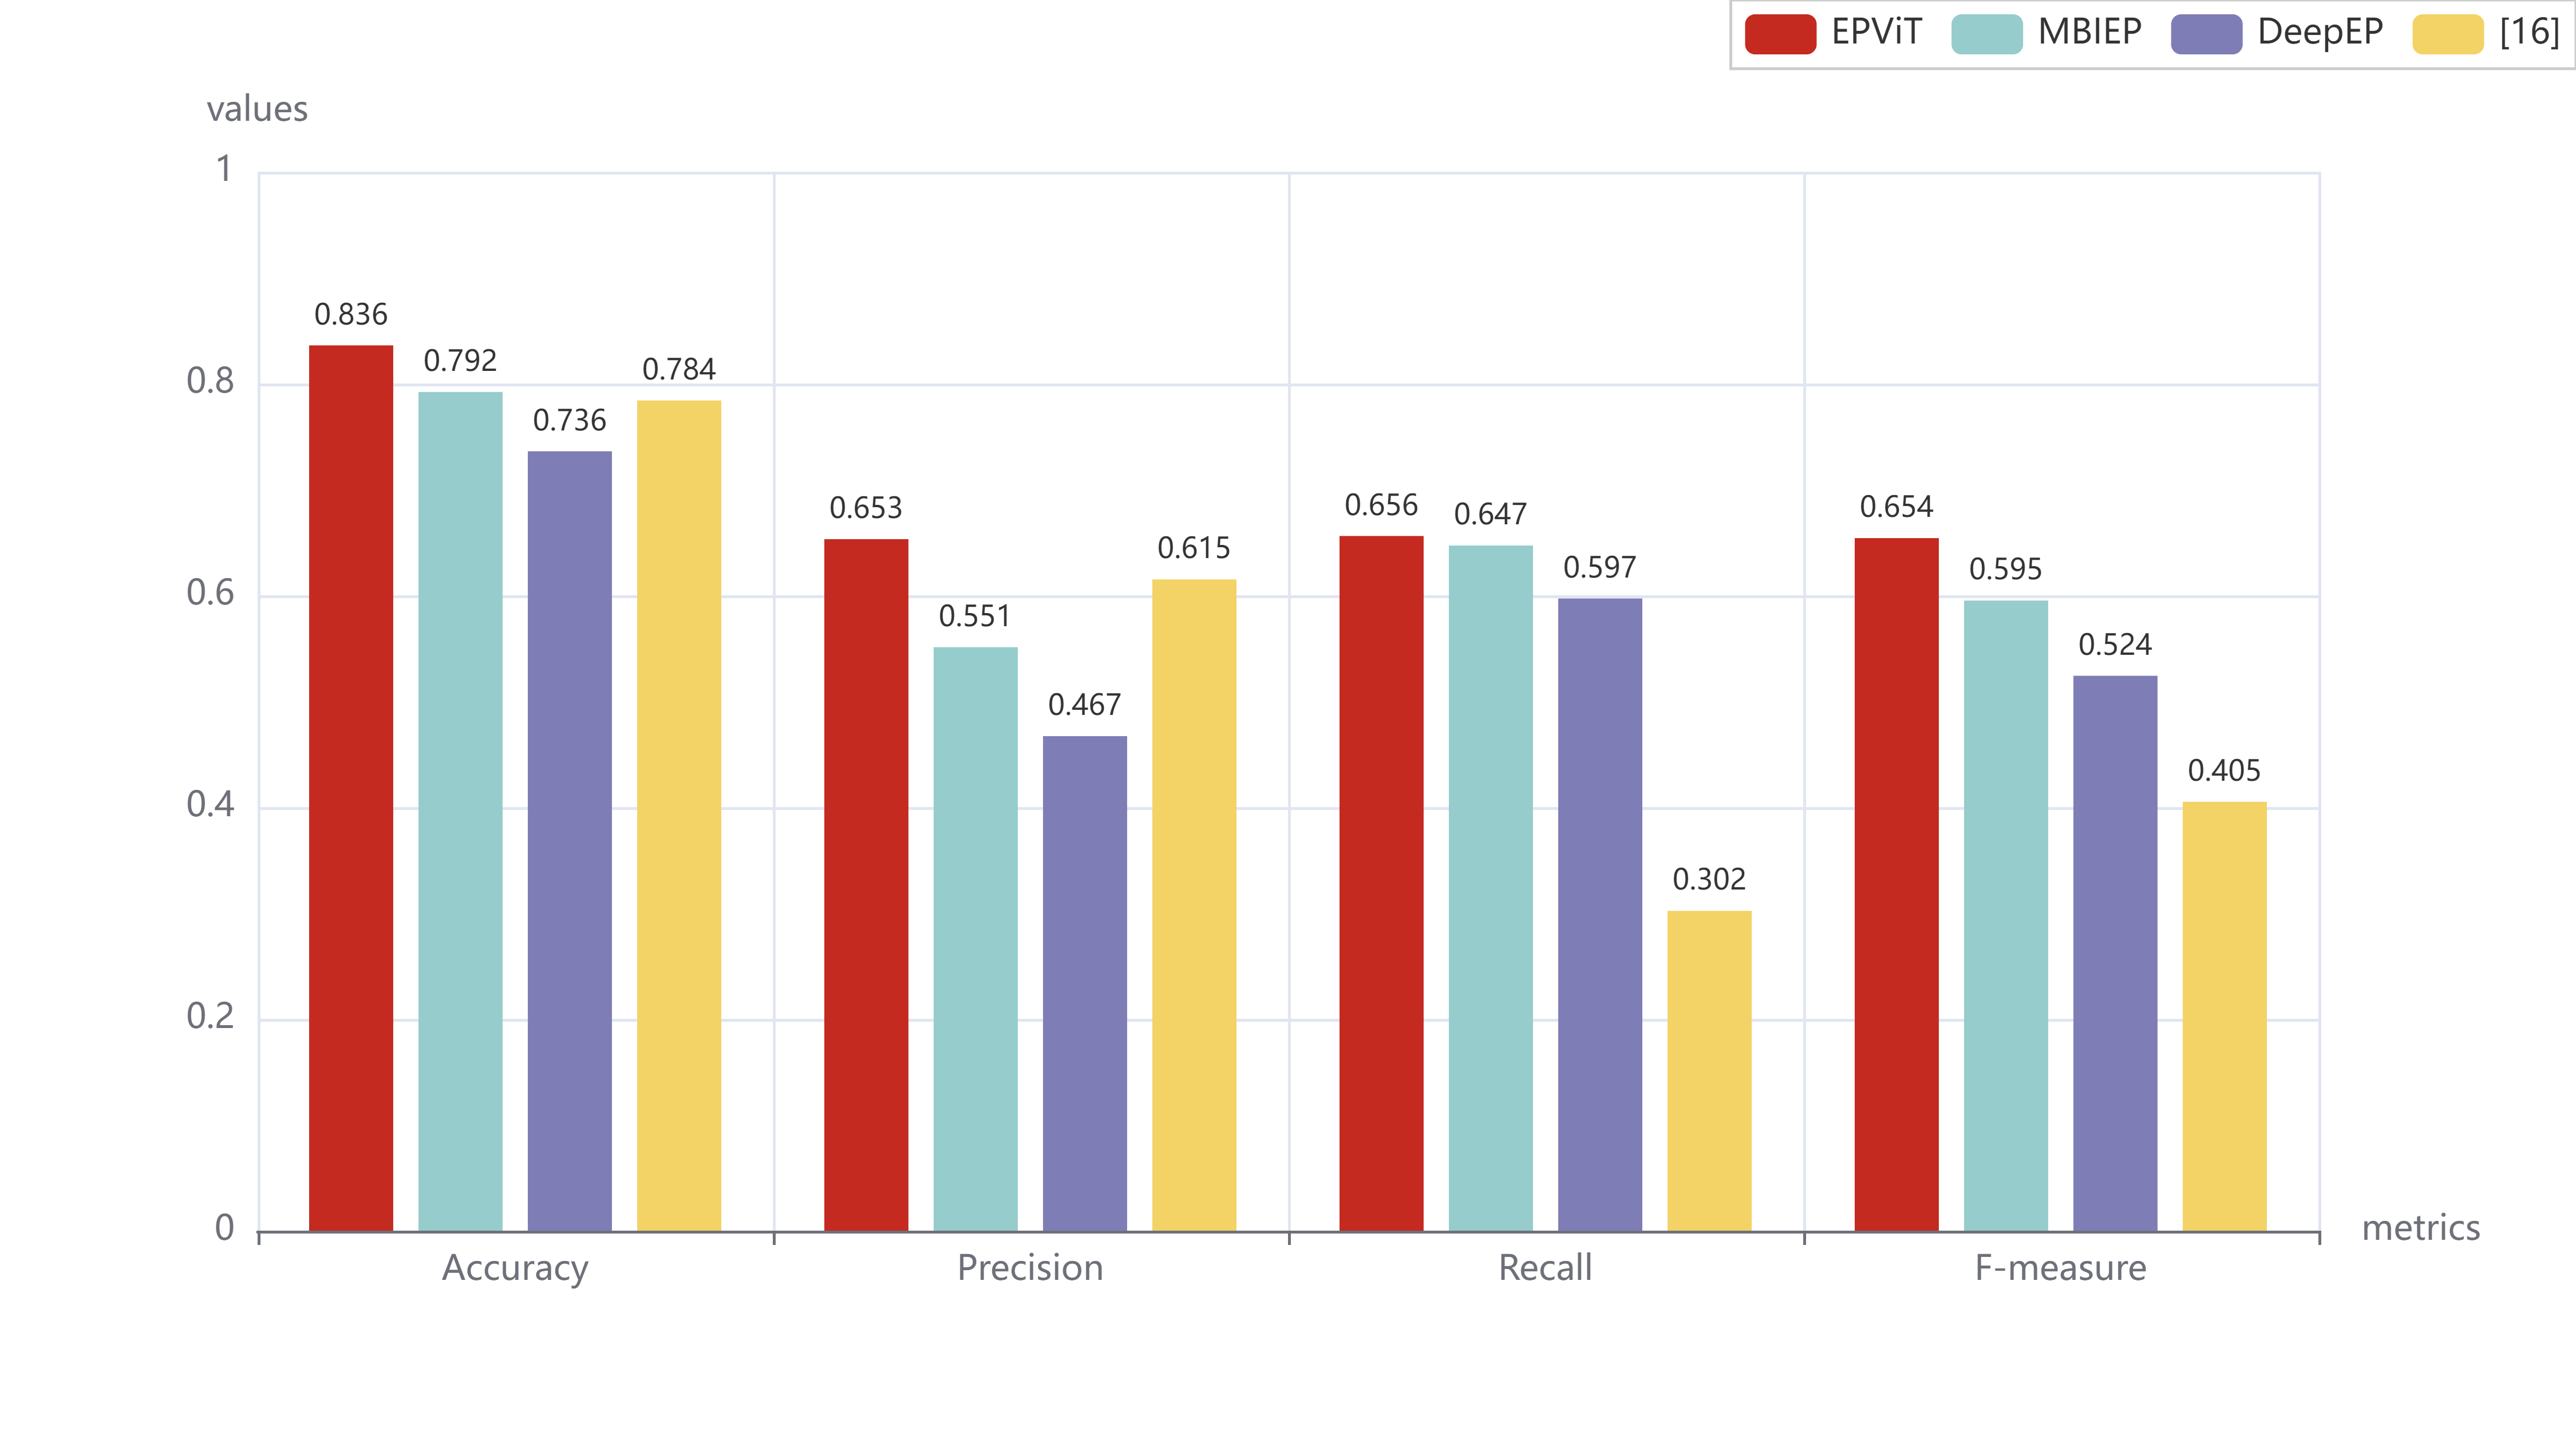 EPViT MBIEP DeepEP [16]
values
1
0.8
0.6
0.4
0.2
0
0.836 0.792 0.736 0.784
0.653 0.551 0.467 0.615
0.656 0.647 0.597 0.302
0.654 0.595 0.524 0.405
Accuracy Precision Recall F-measure
metrics